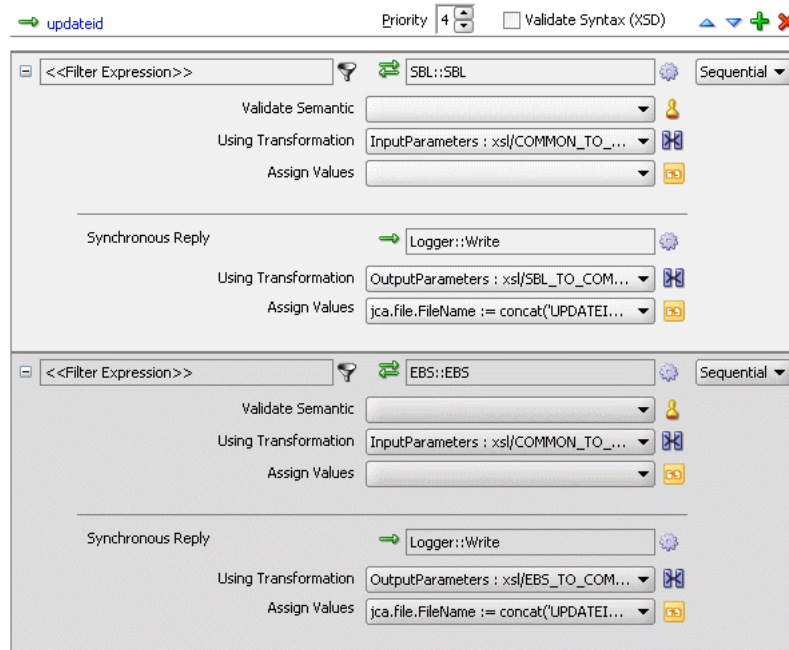 updateid Priority 4 Validate Syntax (XSD)
<<Filter Expression>> SBL::SBL Sequential
Validate Semantic
Using Transformation InputParameters : xsl/COMMON_TO_...
Assign Values
Synchronous Reply Logger::Write
Using Transformation OutputParameters : xsl/SBL_TO_COM...
Assign Values jca.file.FileName := concat('UPDATEI...
<<Filter Expression>> EBS::EBS Sequential
Validate Semantic
Using Transformation InputParameters : xsl/COMMON_TO_...
Assign Values
Synchronous Reply Logger::Write
Using Transformation OutputParameters : xsl/EBS_TO_COM...
Assign Values jca.file.FileName := concat('UPDATEI...